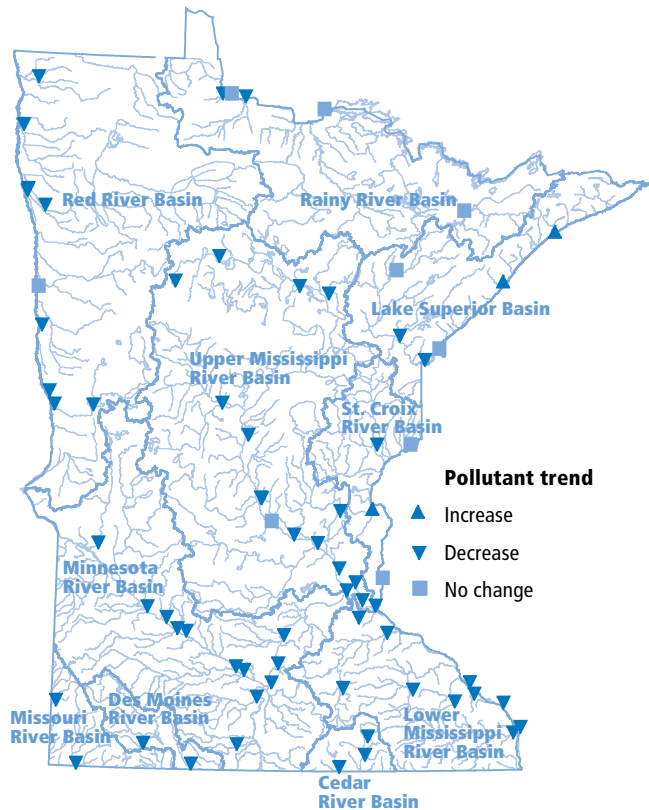 Red River Basin
Rainy River Basin
Lake Superior Basin
Upper Mississippi
River Basin
St. Croix
River Basin
Pollutant trend
Increase
Decrease
No change
Minnesota
River Basin
Des Moines
River Basin
Missouri
River Basin
Lower
Mississippi
River Basin
Cedar
River Basin